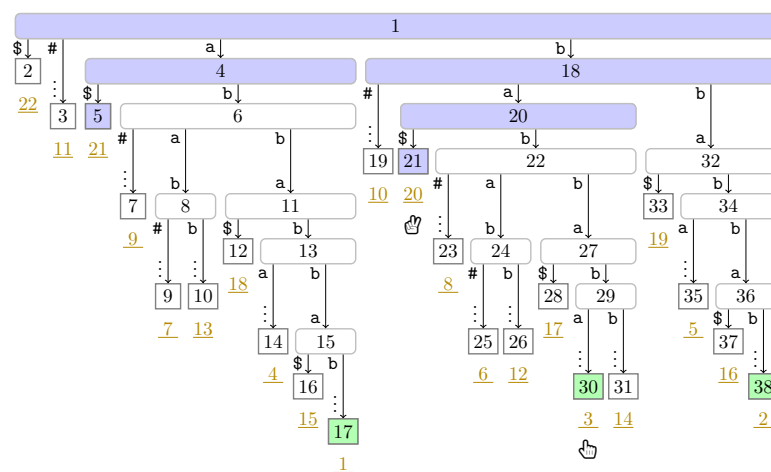 1
$ # a b
2 4 18
22 ⋮ $ b # a b
3 5 6 20
11 21 # a b ⋮ $ b a
19 21 22 32
10 20 # a b $ b
⋮ b a
7 8 11 33 34
9 # b $ b ⋮ b a 19 a b
12 13 23 24 27
⋮ ⋮ 18 a b 8 # b $ b ⋮ a
9 10 28 29 35 36
7 13 ⋮ a ⋮ ⋮ 17 a b 5 $ b
14 15 25 26 37
4 $ b 6 12 ⋮ ⋮ 16 ⋮
16 30 31 38
15 ⋮ 3 14 2
17
1